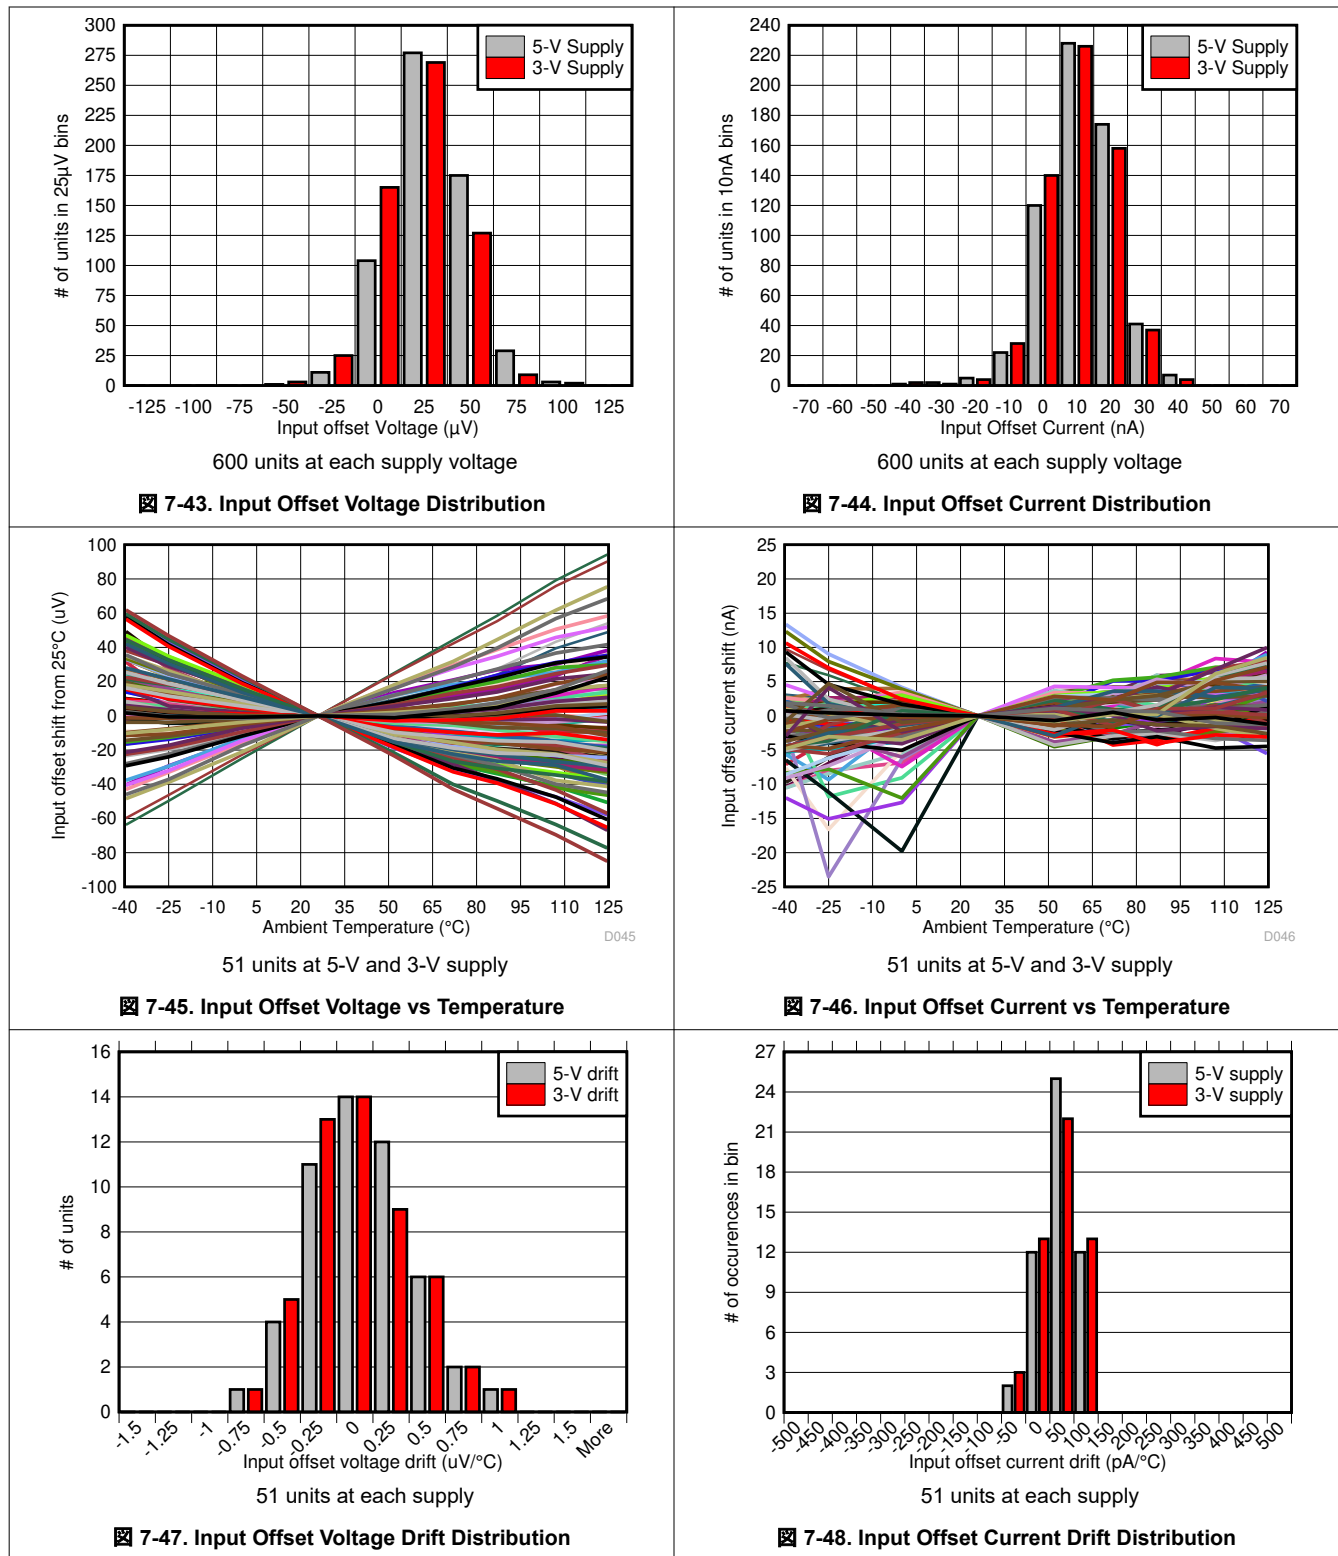 300
275
250
225
200
175
150
125
100
75
50
25
0
# of units in 25µV bins
5-V Supply
3-V Supply
-125 -100 -75 -50 -25 0 25 50 75 100 125
Input offset Voltage (µV)
600 units at each supply voltage
図 7-43. Input Offset Voltage Distribution
240
220
200
180
160
140
120
100
80
60
40
20
0
# of units in 10nA bins
5-V Supply
3-V Supply
-70 -60 -50 -40 -30 -20 -10 0 10 20 30 40 50 60 70
Input Offset Current (nA)
600 units at each supply voltage
図 7-44. Input Offset Current Distribution
100
80
60
40
20
0
-20
-40
-60
-80
-100
Input offset shift from 25°C (uV)
-40 -25 -10 5 20 35 50 65 80 95 110 125
Ambient Temperature (°C)
D045
51 units at 5-V and 3-V supply
図 7-45. Input Offset Voltage vs Temperature
25
20
15
10
5
0
-5
-10
-15
-20
-25
Input offset current shift (nA)
-40 -25 -10 5 20 35 50 65 80 95 110 125
Ambient Temperature (°C)
D046
51 units at 5-V and 3-V supply
図 7-46. Input Offset Current vs Temperature
16
14
12
10
8
6
4
2
0
# of units
5-V drift
3-V drift
-1.5 -1.25 -1 -0.75 -0.5 -0.25 0 0.25 0.5 0.75 1 1.25 1.5 More
Input offset voltage drift (uV/°C)
51 units at each supply
図 7-47. Input Offset Voltage Drift Distribution
27
24
21
18
15
12
9
6
3
0
# of occurences in bin
5-V supply
3-V supply
-500 -450 -400 -350 -300 -250 -200 -150 -100 -50 0 50 100 150 200 250 300 350 400 450 500
Input offset current drift (pA/°C)
51 units at each supply
図 7-48. Input Offset Current Drift Distribution